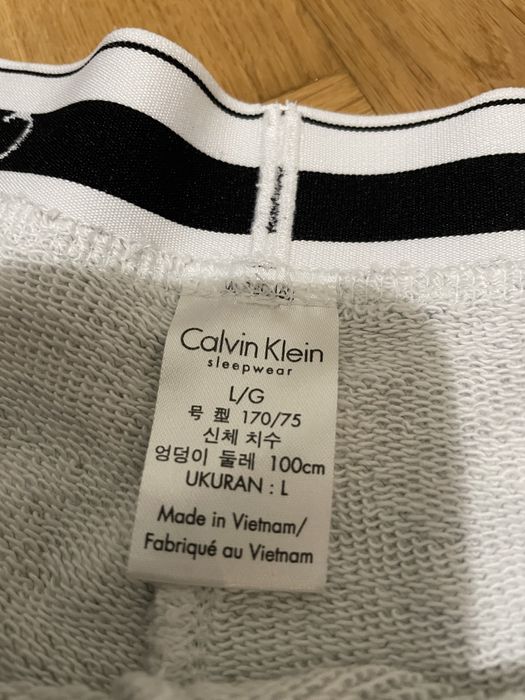 Calvin Klein
sleepwear
L/G
号 型 170/75
신체 치수
엉덩이 둘레 100cm
UKURAN : L
Made in Vietnam/
Fabriqué au Vietnam